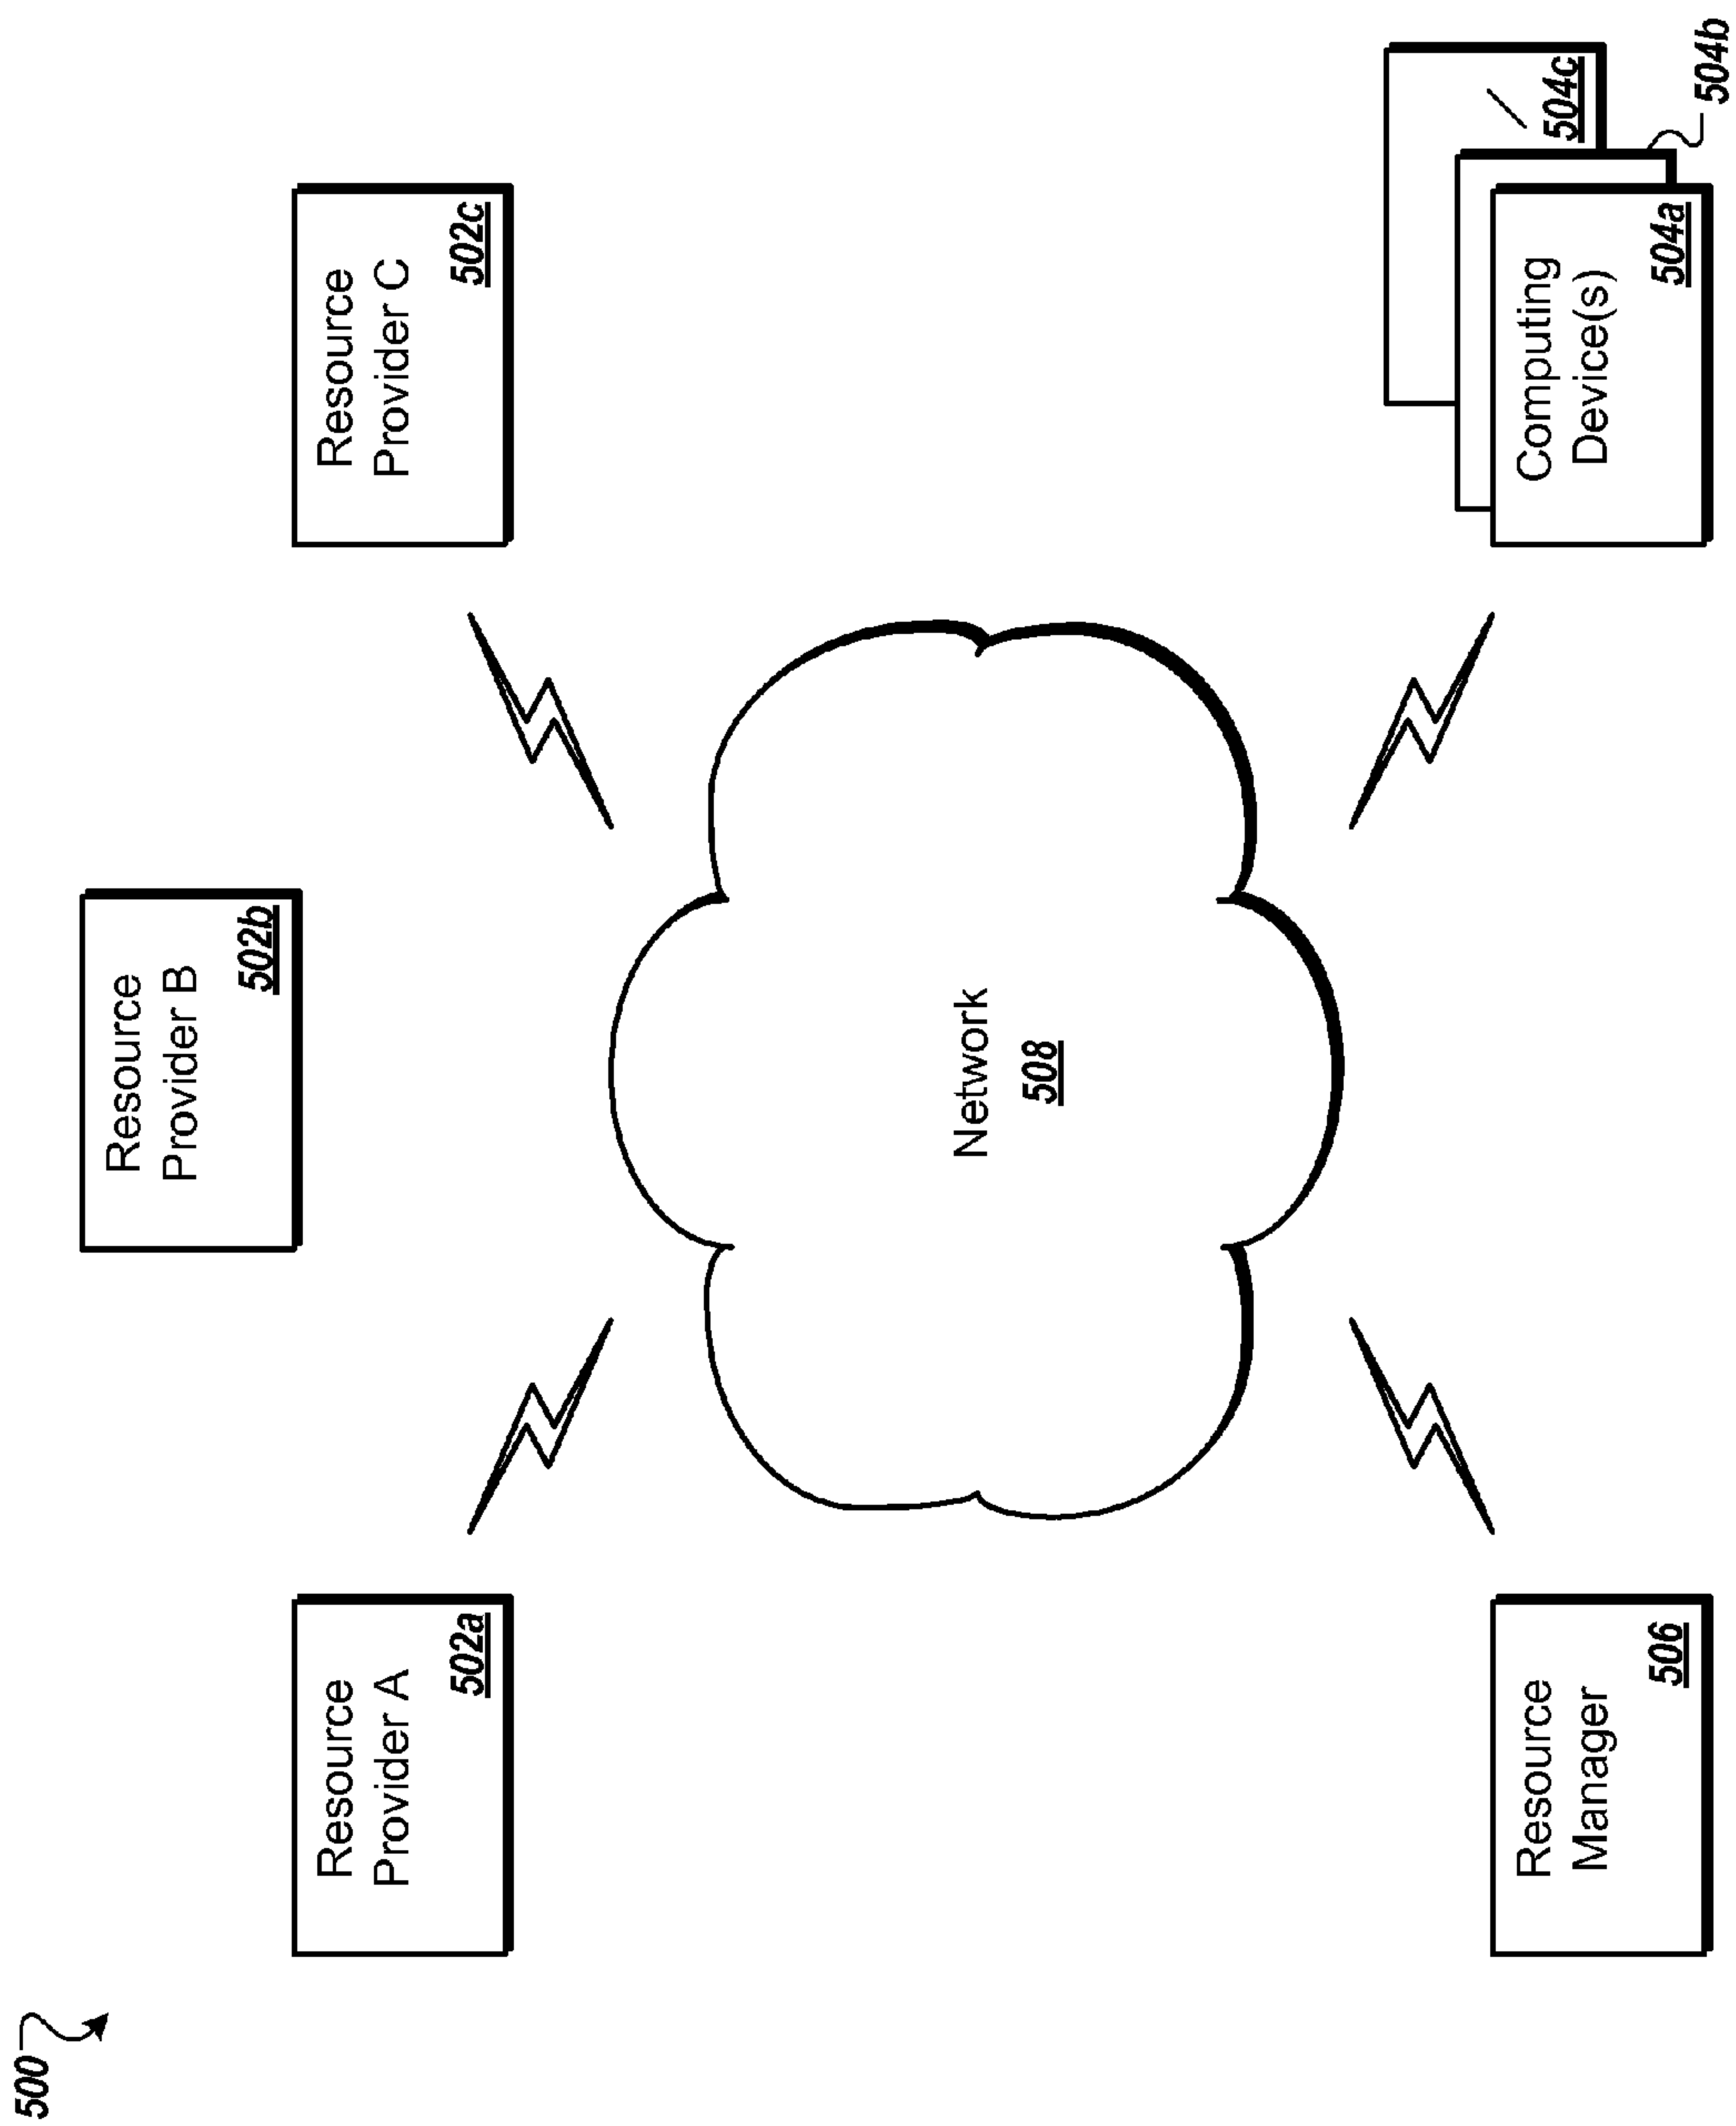 500
Resource
Provider A
502a
Resource
Provider B
502b
Resource
Provider C
502c
Network
508
Resource
Manager
506
Computing
Device(s)
504a
504b
504c